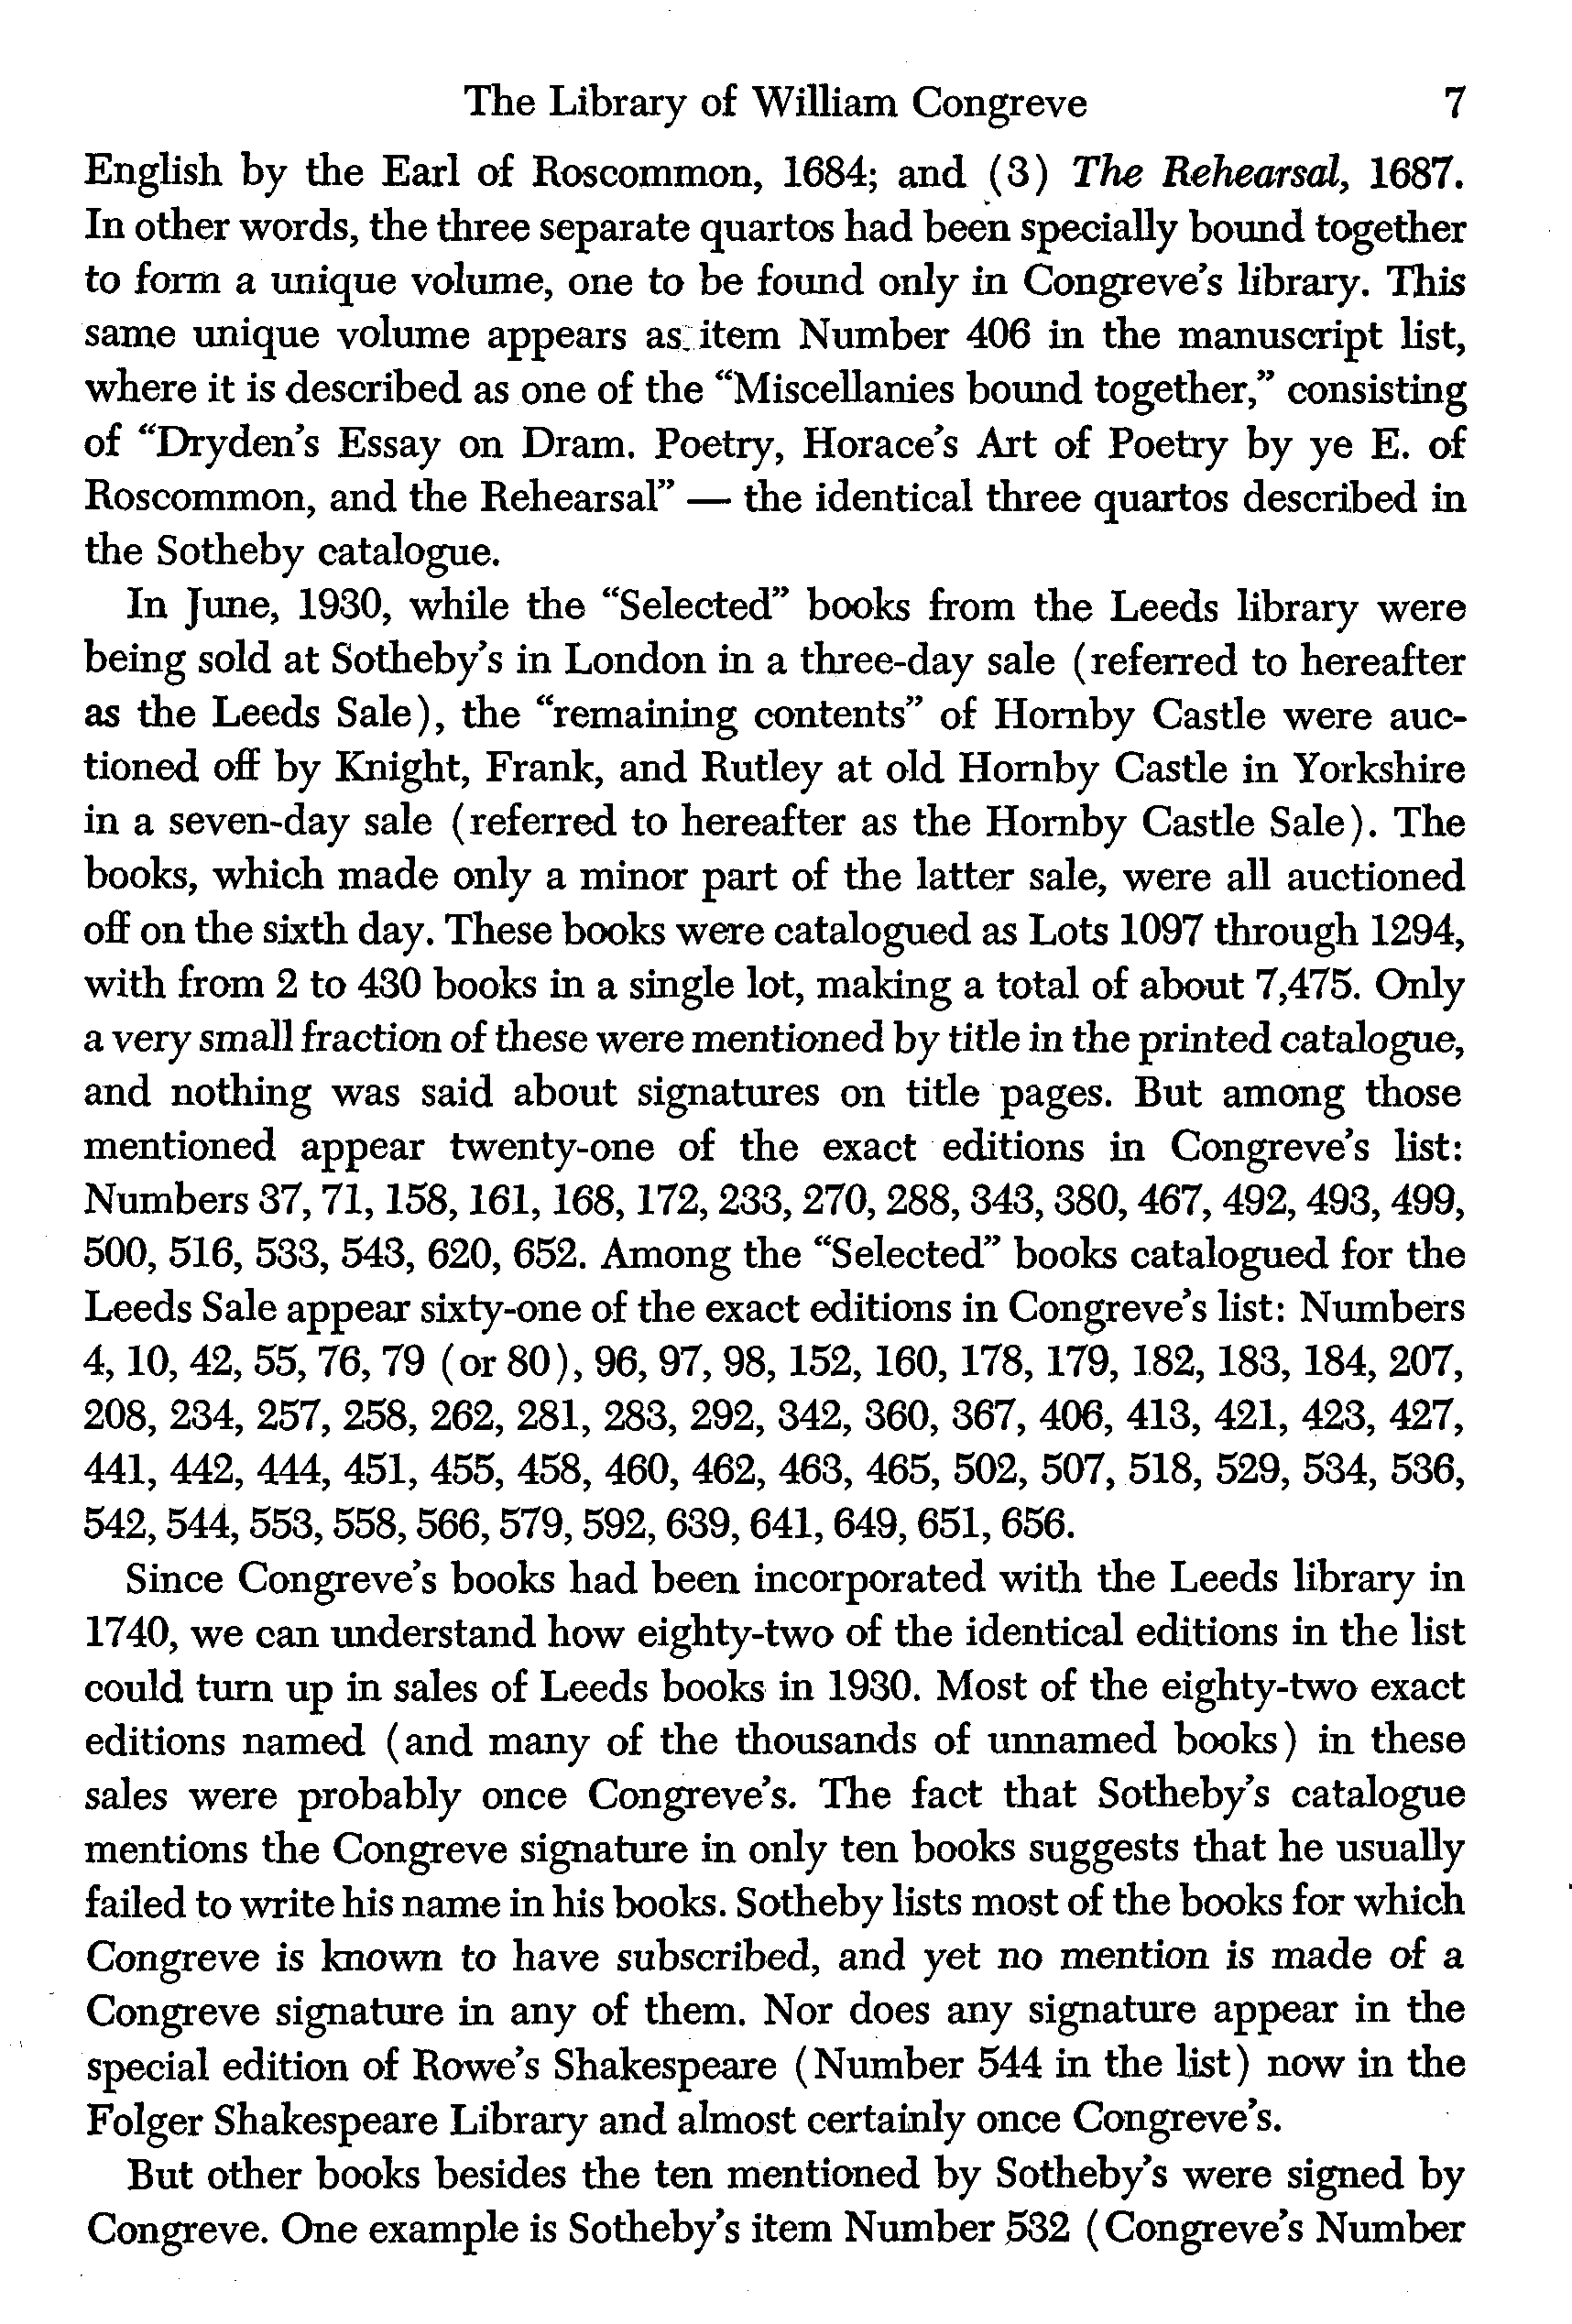 The Library of William Congreve 7
English by the Earl of Roscommon, 1684; and (3) The Rehearsal, 1687.
In other words, the three separate quartos had been specially bound together
to form a unique volume, one to be found only in Congreve's library. This
same unique volume appears as item Number 406 in the manuscript list,
where it is described as one of the “Miscellanies bound together,” consisting
of “Dryden's Essay on Dram. Poetry, Horace's Art of Poetry by ye E. of
Roscommon, and the Rehearsal” — the identical three quartos described in
the Sotheby catalogue.
In June, 1930, while the “Selected” books from the Leeds library were
being sold at Sotheby's in London in a three-day sale (referred to hereafter
as the Leeds Sale), the “remaining contents” of Hornby Castle were auc-
tioned off by Knight, Frank, and Rutley at old Hornby Castle in Yorkshire
in a seven-day sale (referred to hereafter as the Hornby Castle Sale). The
books, which made only a minor part of the latter sale, were all auctioned
off on the sixth day. These books were catalogued as Lots 1097 through 1294,
with from 2 to 430 books in a single lot, making a total of about 7,475. Only
a very small fraction of these were mentioned by title in the printed catalogue,
and nothing was said about signatures on title pages. But among those
mentioned appear twenty-one of the exact editions in Congreve's list:
Numbers 37, 71, 158, 161, 168, 172, 233, 270, 288, 343, 380, 467, 492, 493, 499,
500, 516, 533, 543, 620, 652. Among the “Selected” books catalogued for the
Leeds Sale appear sixty-one of the exact editions in Congreve's list: Numbers
4, 10, 42, 55, 76, 79 (or 80), 96, 97, 98, 152, 160, 178, 179, 182, 183, 184, 207,
208, 234, 257, 258, 262, 281, 283, 292, 342, 360, 367, 406, 413, 421, 423, 427,
441, 442, 444, 451, 455, 458, 460, 462, 463, 465, 502, 507, 518, 529, 534, 536,
542, 544, 553, 558, 566, 579, 592, 639, 641, 649, 651, 656.
Since Congreve's books had been incorporated with the Leeds library in
1740, we can understand how eighty-two of the identical editions in the list
could turn up in sales of Leeds books in 1930. Most of the eighty-two exact
editions named (and many of the thousands of unnamed books) in these
sales were probably once Congreve's. The fact that Sotheby's catalogue
mentions the Congreve signature in only ten books suggests that he usually
failed to write his name in his books. Sotheby lists most of the books for which
Congreve is known to have subscribed, and yet no mention is made of a
Congreve signature in any of them. Nor does any signature appear in the
special edition of Rowe's Shakespeare (Number 544 in the list) now in the
Folger Shakespeare Library and almost certainly once Congreve's.
But other books besides the ten mentioned by Sotheby's were signed by
Congreve. One example is Sotheby's item Number 532 (Congreve's Number